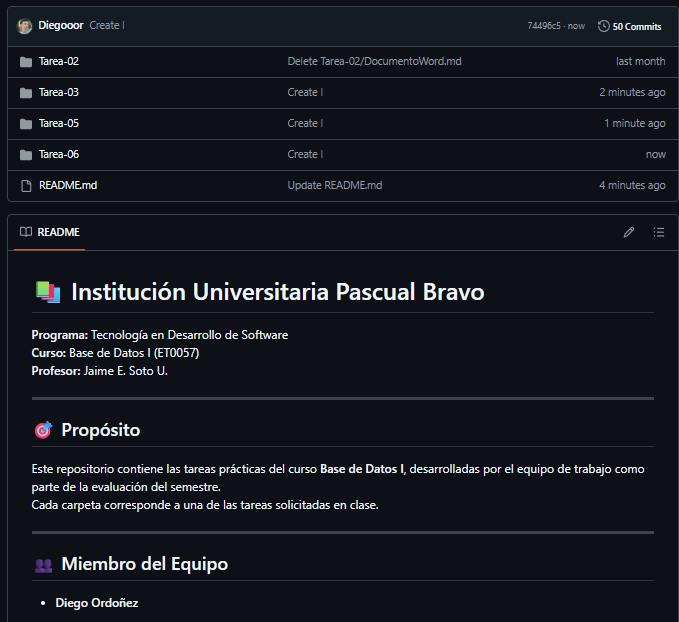 Diegooor Create l 74496c5 · now 50 Commits
Tarea-02 Delete Tarea-02/DocumentoWord.md last month
Tarea-03 Create l 2 minutes ago
Tarea-05 Create l 1 minute ago
Tarea-06 Create l now
README.md Update README.md 4 minutes ago
README
Institución Universitaria Pascual Bravo
Programa: Tecnología en Desarrollo de Software
Curso: Base de Datos I (ET0057)
Profesor: Jaime E. Soto U.
Propósito
Este repositorio contiene las tareas prácticas del curso Base de Datos I, desarrolladas por el equipo de trabajo como
parte de la evaluación del semestre.
Cada carpeta corresponde a una de las tareas solicitadas en clase.
Miembro del Equipo
• Diego Ordoñez